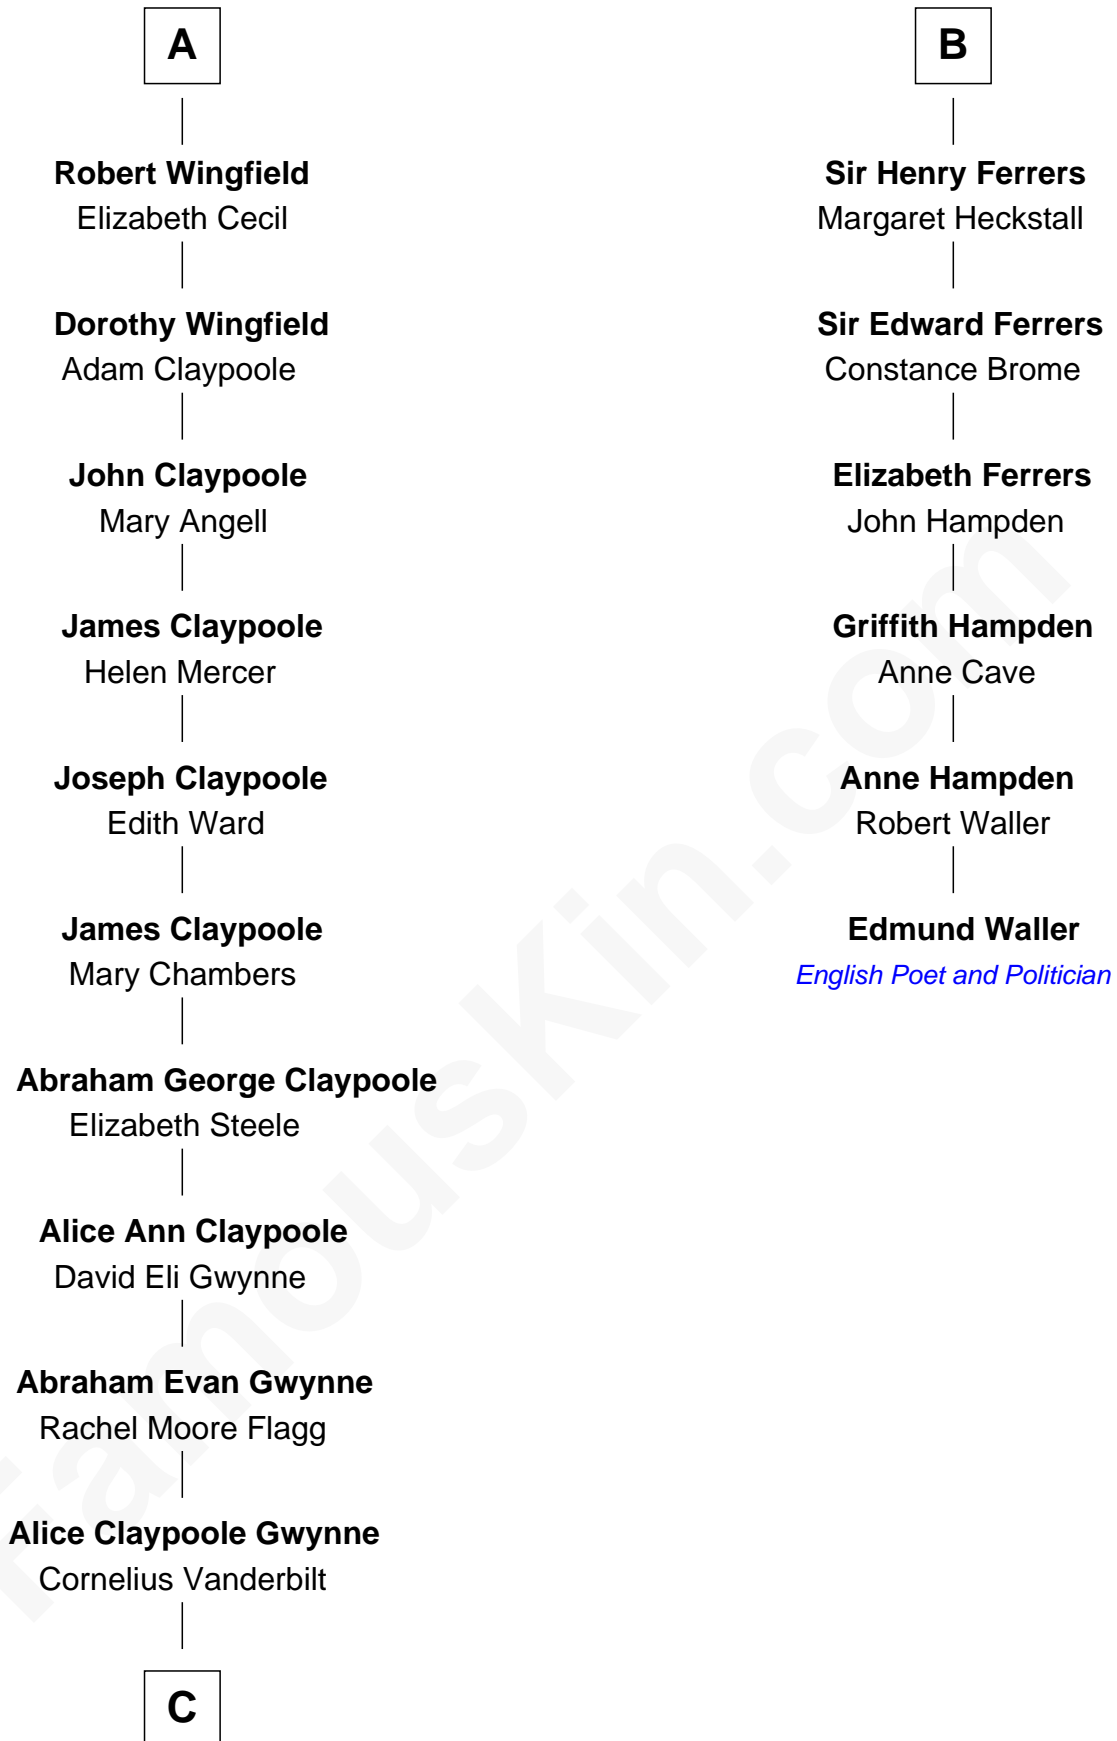 A
Robert Wingfield
Elizabeth Cecil
Dorothy Wingfield
Adam Claypoole
John Claypoole
Mary Angell
James Claypoole
Helen Mercer
Joseph Claypoole
Edith Ward
James Claypoole
Mary Chambers
Abraham George Claypoole
Elizabeth Steele
Alice Ann Claypoole
David Eli Gwynne
Abraham Evan Gwynne
Rachel Moore Flagg
Alice Claypoole Gwynne
Cornelius Vanderbilt
C
B
Sir Henry Ferrers
Margaret Heckstall
Sir Edward Ferrers
Constance Brome
Elizabeth Ferrers
John Hampden
Griffith Hampden
Anne Cave
Anne Hampden
Robert Waller
Edmund Waller
English Poet and Politician
FamousKin.com